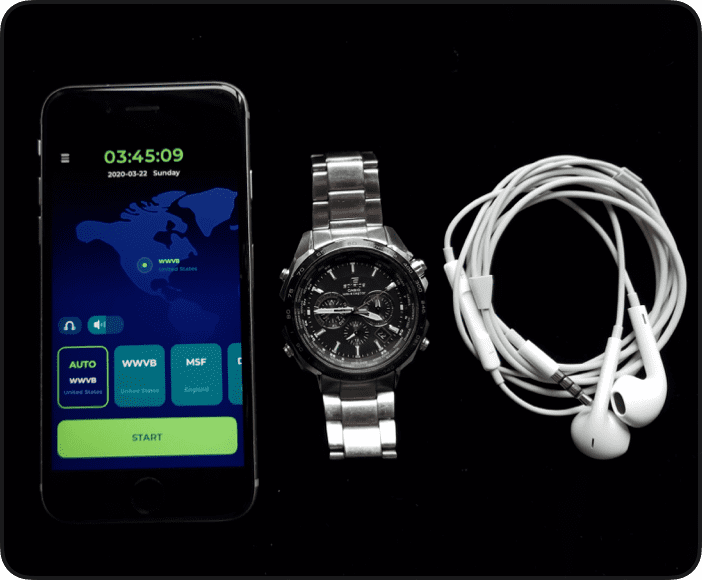 03:45:09
2020-03-22 Sunday
WWVB
United States
AUTO
WWVB
United States
WWVB
United States
MSF
England
D
START
CASIO